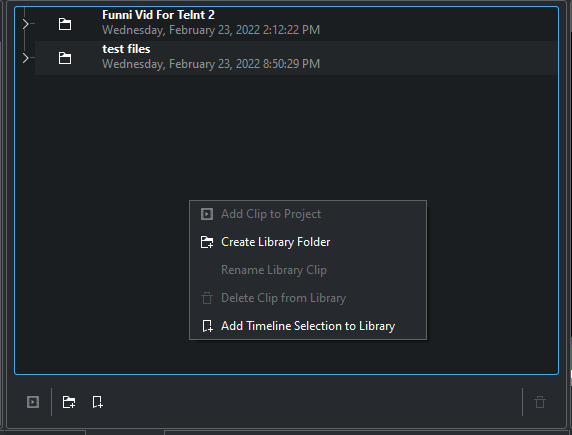 Funni Vid For Telnt 2
Wednesday, February 23, 2022 2:12:22 PM
test files
Wednesday, February 23, 2022 8:50:29 PM
Add Clip to Project
Create Library Folder
Rename Library Clip
Delete Clip from Library
Add Timeline Selection to Library